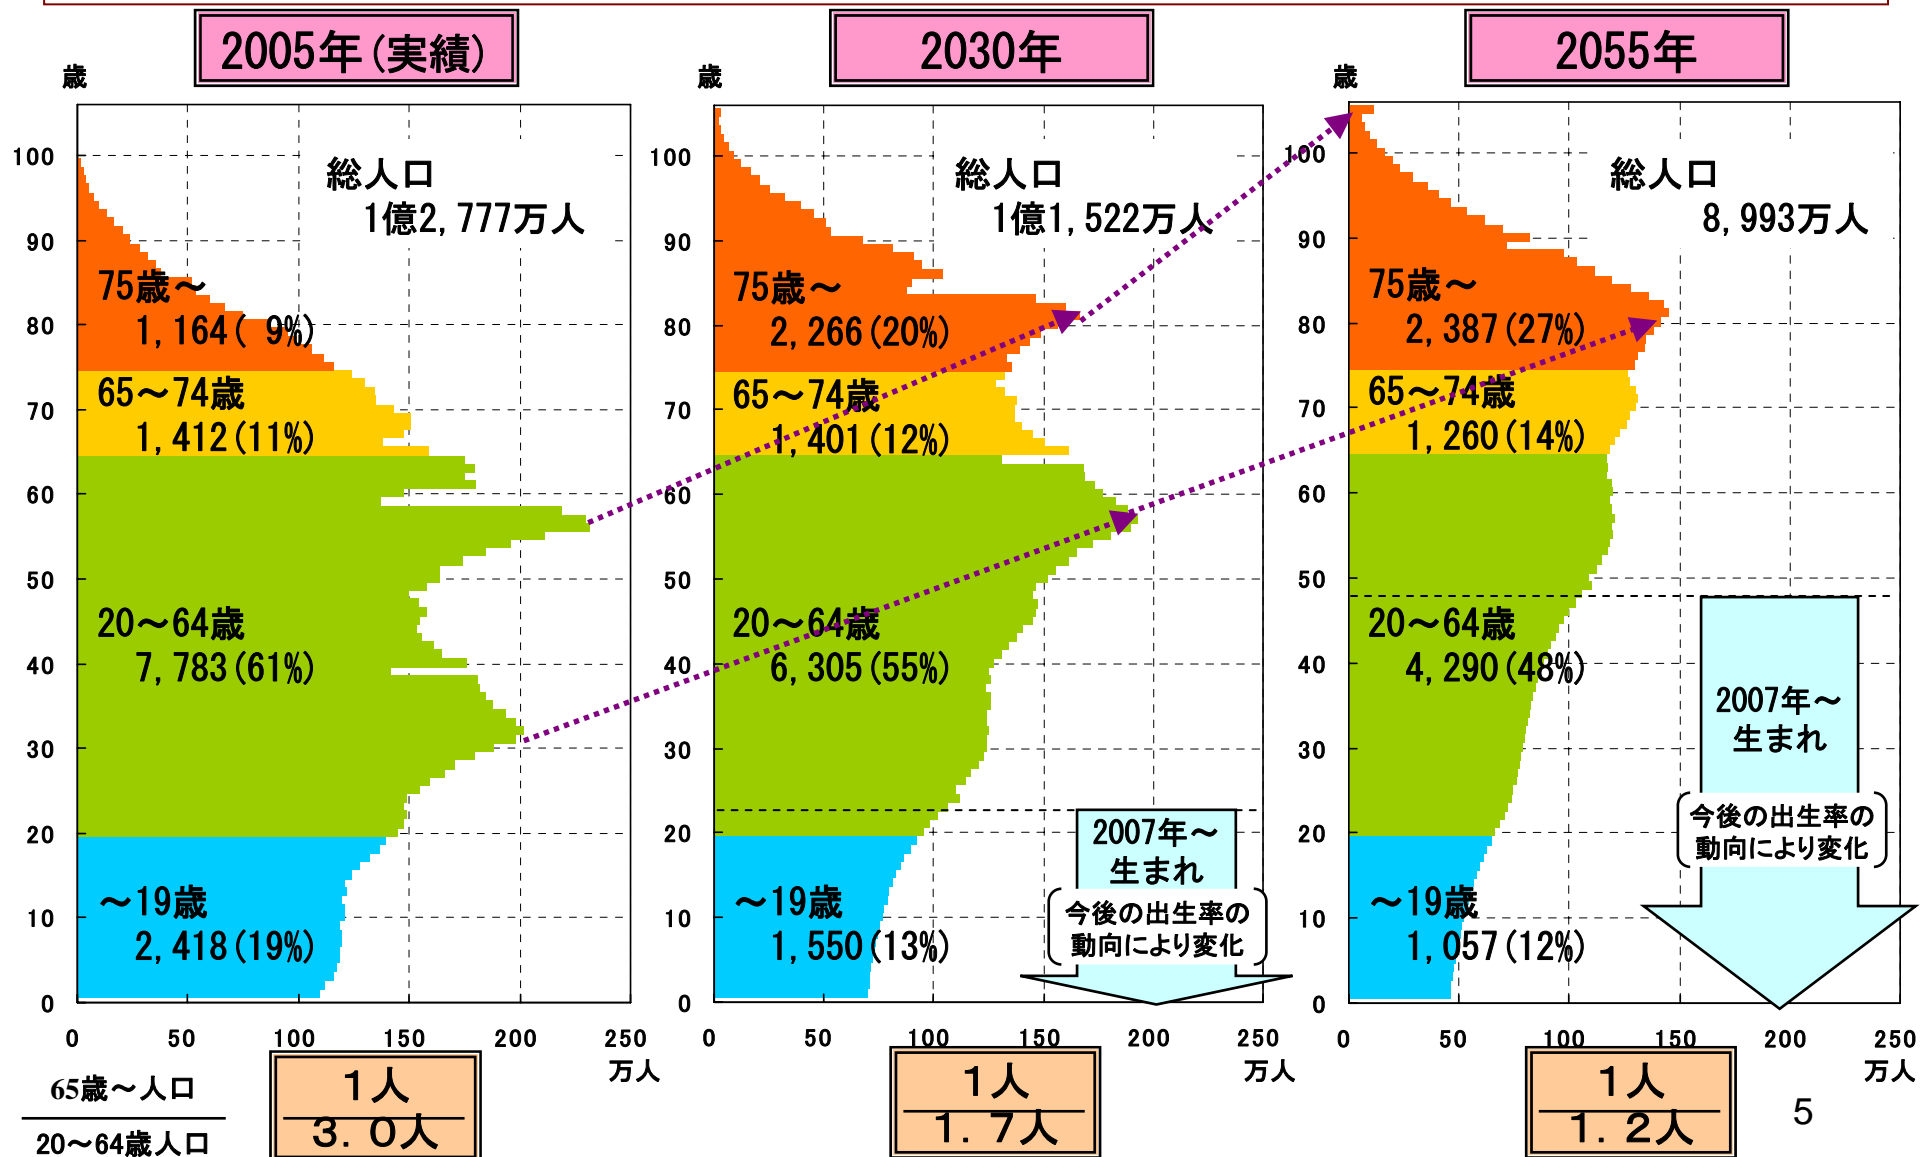 2005年(実績)
歳
100
90
80
70
60
50
40
30
20
10
0
総人口
1億2,777万人
75歳～
1,164( 9%)
65～74歳
1,412(11%)
20～64歳
7,783(61%)
～19歳
2,418(19%)
0 50 100 150 200 250
万人
65歳～人口
20～64歳人口
1人
3.0人
2030年
100
90
80
70
60
50
40
30
20
10
0
総人口
1億1,522万人
75歳～
2,266(20%)
65～74歳
1,401(12%)
20～64歳
6,305(55%)
～19歳
1,550(13%)
2007年～
生まれ
今後の出生率の
動向により変化
0 50 100 150 200 250
万人
1人
1.7人
2055年
歳
100
90
80
70
60
50
40
30
20
10
0
総人口
8,993万人
75歳～
2,387(27%)
65～74歳
1,260(14%)
20～64歳
4,290(48%)
～19歳
1,057(12%)
2007年～
生まれ
今後の出生率の
動向により変化
0 50 100 150 200 250
万人
1人
1.2人
5